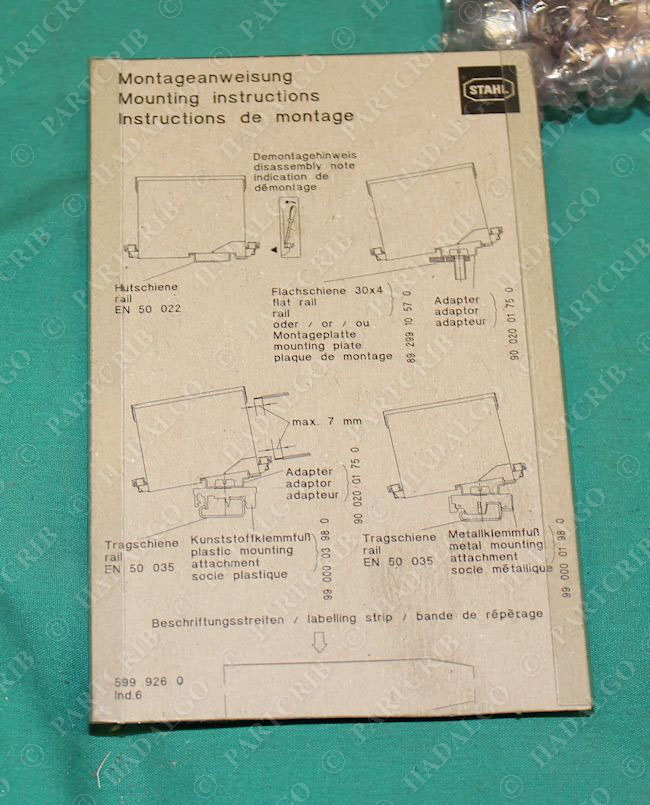 Montageanweisung
Mounting instructions
Instructions de montage
STAHL
Demontagehinweis
disassembly note
indication de
démontage
Hutschiene
rail
EN 50 022
Flachschiene 30x4
flat rail
rail
oder / or / ou
Montageplatte
mounting plate
plaque de montage
89 299 10 57 0
Adapter
adaptor
adapteur
90 020 01 75 0
max. 7 mm
Adapter
adaptor
adapteur
90 020 01 75 0
Tragschiene
rail
EN 50 035
Kunststoffklemmfuß
plastic mounting
attachment
socle plastique
99 000 03 98 0
Tragschiene
rail
EN 50 035
Metallklemmfuß
metal mounting
attachment
socle métallique
99 000 01 98 0
Beschriftungsstreifen / labelling strip / bande de répérage
599 926 0
Ind.6
© PARTCRIB
© HADALGO